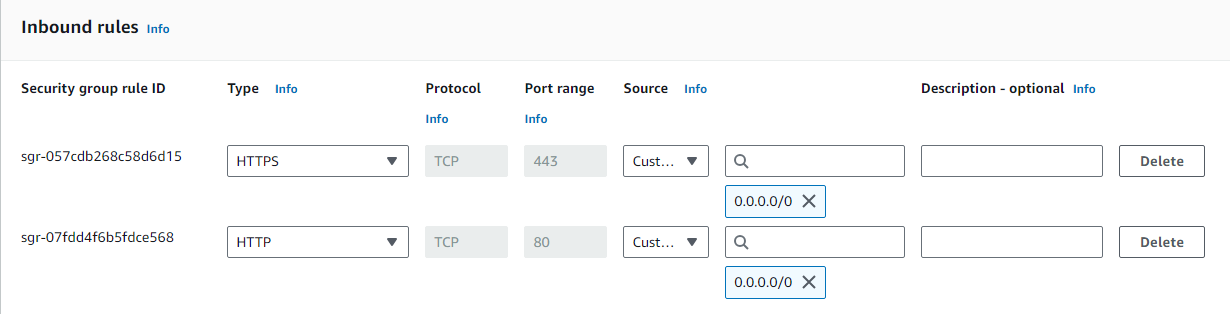 Inbound rules Info
Security group rule ID Type Info Protocol Info Port range Info Source Info Description - optional Info
sgr-057cdb268c58d6d15 HTTPS TCP 443 Cust... Delete
0.0.0.0/0
sgr-07fdd4f6b5fdce568 HTTP TCP 80 Cust... Delete
0.0.0.0/0